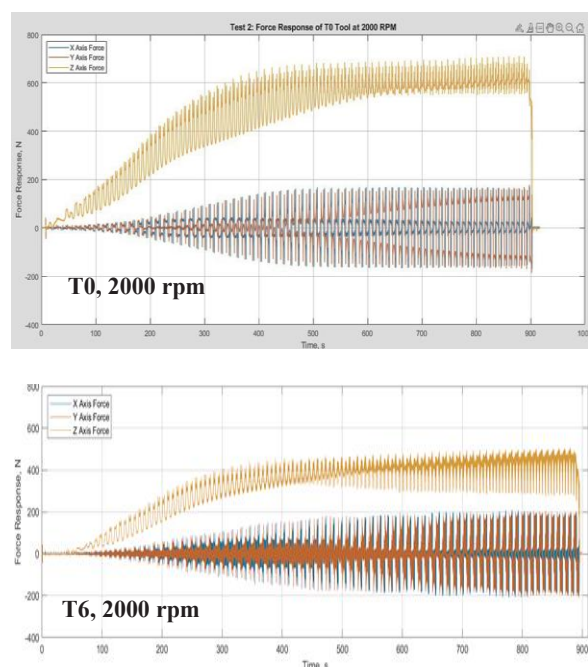 Test 2: Force Response of T0 Tool at 2000 RPM
X Axis Force
Y Axis Force
Z Axis Force
800
600
400
200
0
-200
-400
Force Response, N
T0, 2000 rpm
0 100 200 300 400 500 600 700 800 900 1000
Time, s
800
X Axis Force
Y Axis Force
Z Axis Force
600
400
200
0
-200
-400
Force Response, N
T6, 2000 rpm
0 100 200 300 400 500 600 700 800 900
Time, s